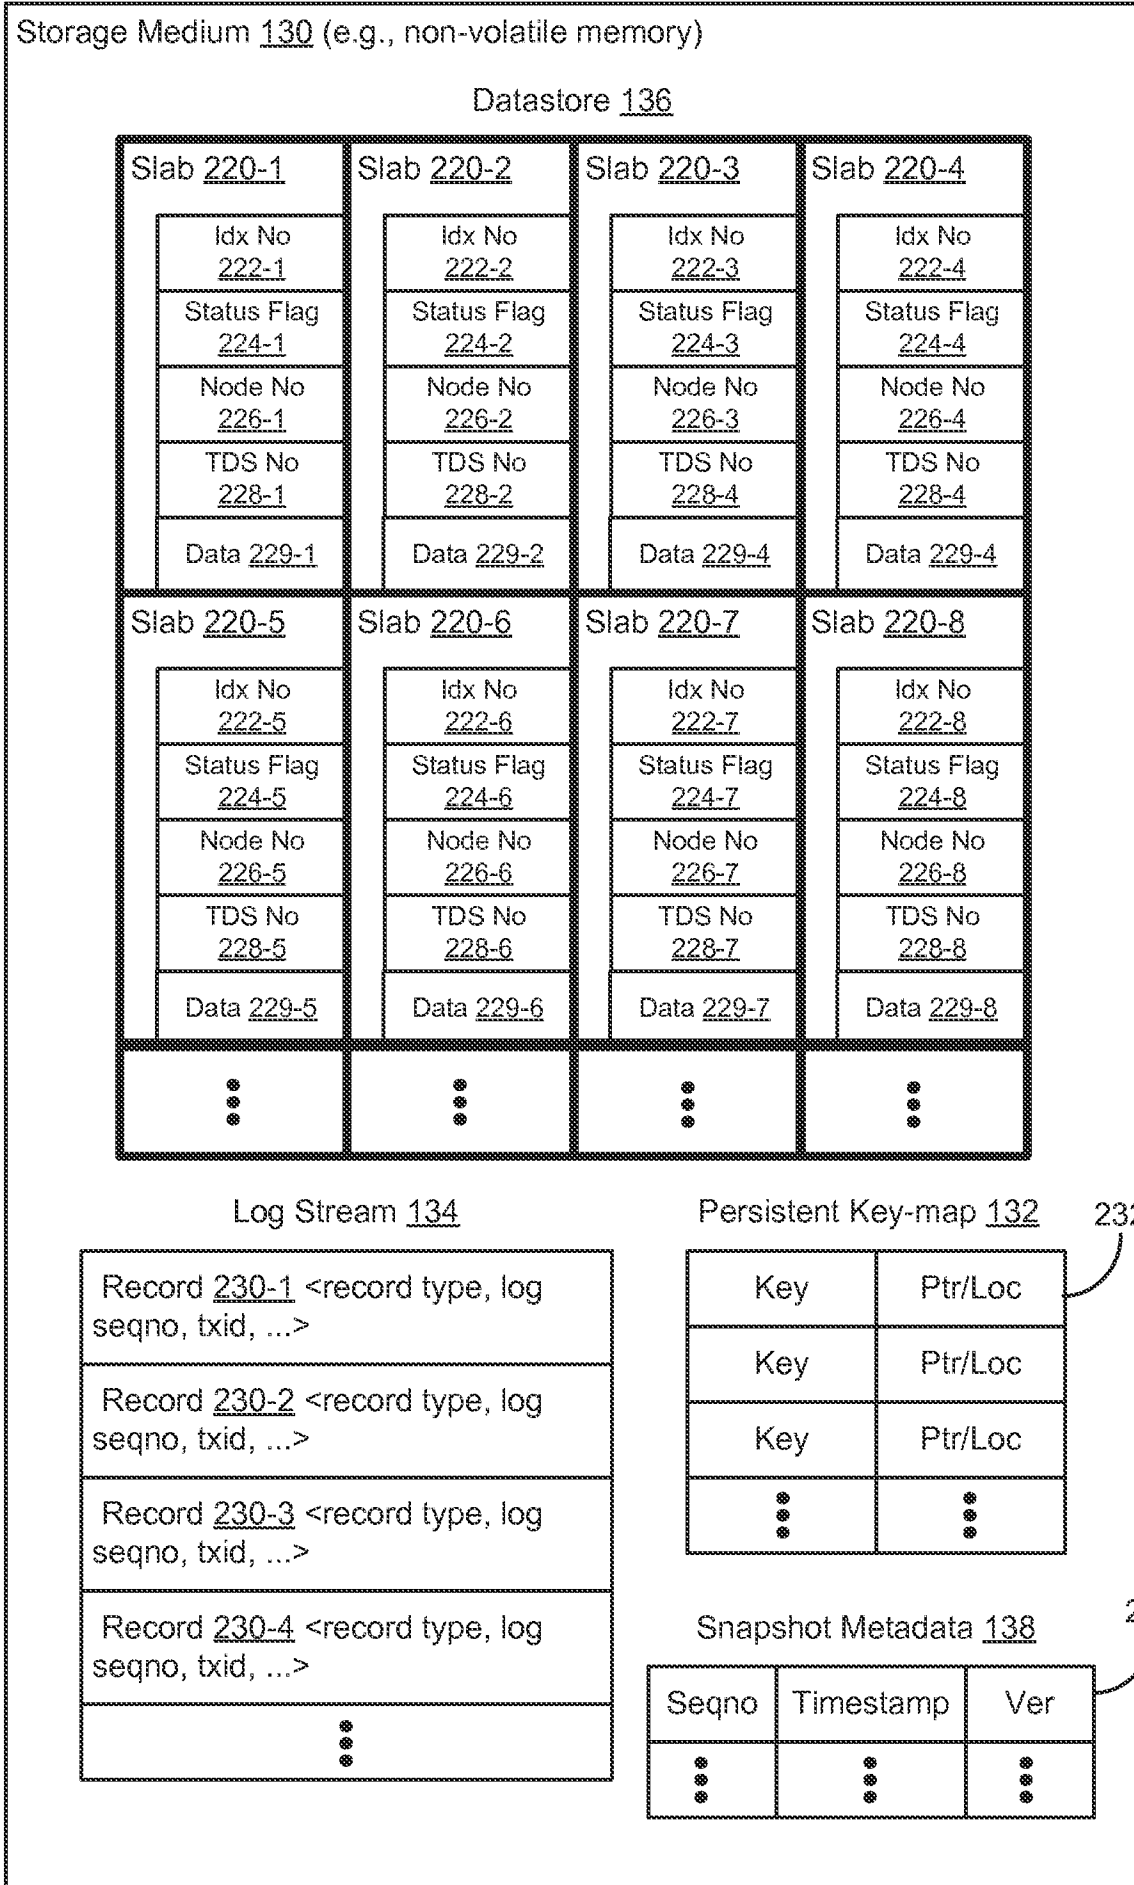 Storage Medium 130 (e.g., non-volatile memory)
Datastore 136
Slab 220-1
Idx No
222-1
Status Flag
224-1
Node No
226-1
TDS No
228-1
Data 229-1
Slab 220-2
Idx No
222-2
Status Flag
224-2
Node No
226-2
TDS No
228-2
Data 229-2
Slab 220-3
Idx No
222-3
Status Flag
224-3
Node No
226-3
TDS No
228-4
Data 229-4
Slab 220-4
Idx No
222-4
Status Flag
224-4
Node No
226-4
TDS No
228-4
Data 229-4
Slab 220-5
Idx No
222-5
Status Flag
224-5
Node No
226-5
TDS No
228-5
Data 229-5
Slab 220-6
Idx No
222-6
Status Flag
224-6
Node No
226-6
TDS No
228-6
Data 229-6
Slab 220-7
Idx No
222-7
Status Flag
224-7
Node No
226-7
TDS No
228-7
Data 229-7
Slab 220-8
Idx No
222-8
Status Flag
224-8
Node No
226-8
TDS No
228-8
Data 229-8
Log Stream 134
Record 230-1 <record type, log
seqno, txid, ...>
Record 230-2 <record type, log
seqno, txid, ...>
Record 230-3 <record type, log
seqno, txid, ...>
Record 230-4 <record type, log
seqno, txid, ...>
Persistent Key-map 132
232
Key Ptr/Loc
Key Ptr/Loc
Key Ptr/Loc
Snapshot Metadata 138
Seqno Timestamp Ver